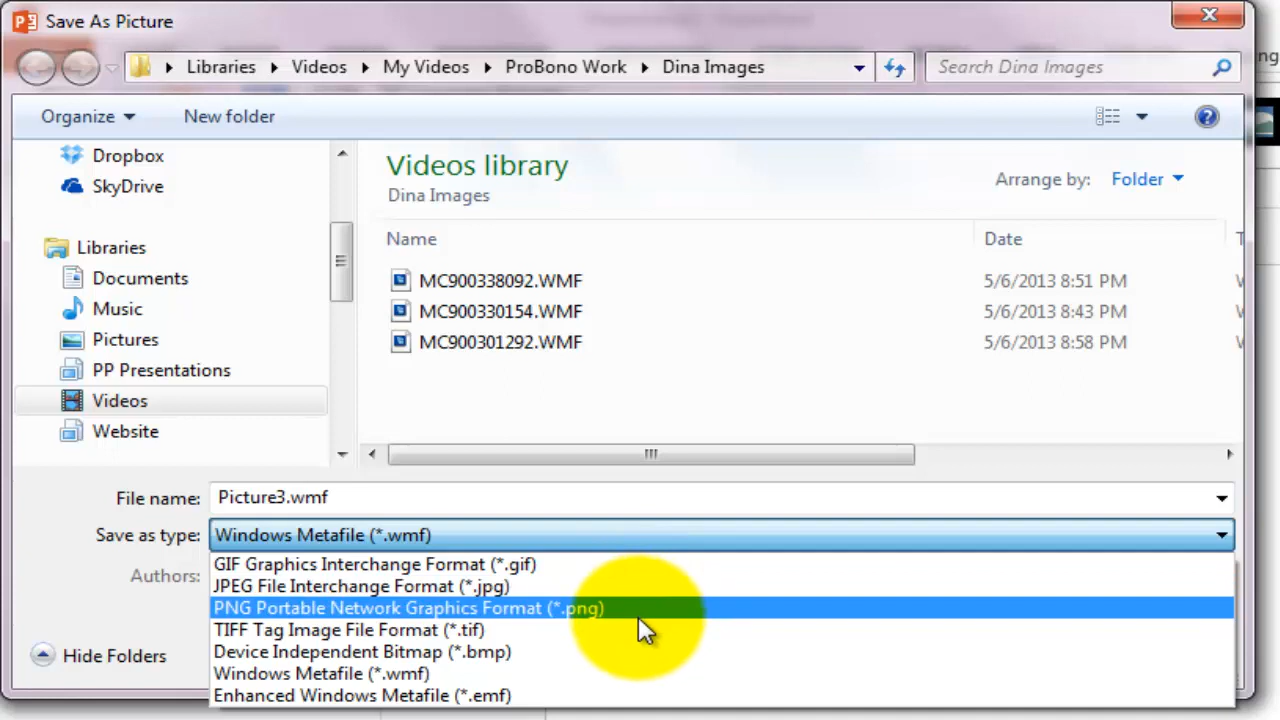 Save As Picture
Libraries Videos My Videos ProBono Work Dina Images
Search Dina Images
Organize New folder
Dropbox
SkyDrive
Libraries
Documents
Music
Pictures
PP Presentations
Videos
Website
Videos library
Dina Images
Arrange by: Folder
Name Date
MC900338092.WMF 5/6/2013 8:51 PM
MC900330154.WMF 5/6/2013 8:43 PM
MC900301292.WMF 5/6/2013 8:58 PM
File name: Picture3.wmf
Save as type: Windows Metafile (*.wmf)
Authors:
GIF Graphics Interchange Format (*.gif)
JPEG File Interchange Format (*.jpg)
PNG Portable Network Graphics Format (*.png)
TIFF Tag Image File Format (*.tif)
Device Independent Bitmap (*.bmp)
Windows Metafile (*.wmf)
Enhanced Windows Metafile (*.emf)
Hide Folders